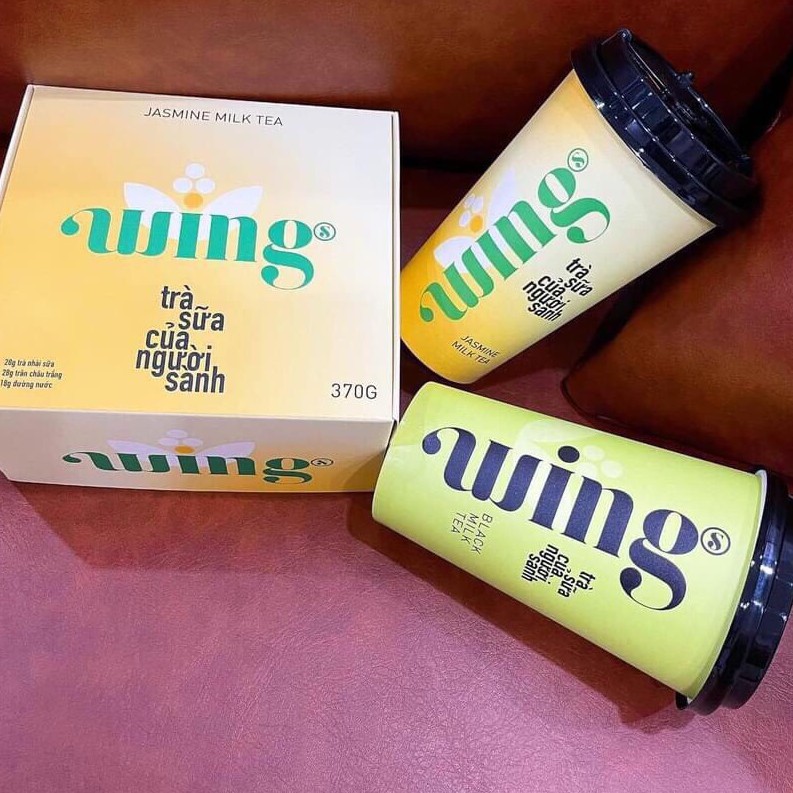 JASMINE MILK TEA
wing®s
trà
sữa
của
người
sành
28g trà nhài sữa
28g trân châu trắng
18g đường nước
370G
wing s
wing s
trà
sữa
của
người
sành
JASMINE
MILK TEA
wing s
BLACK
MILK
TEA
trà
sữa
của
người
sành